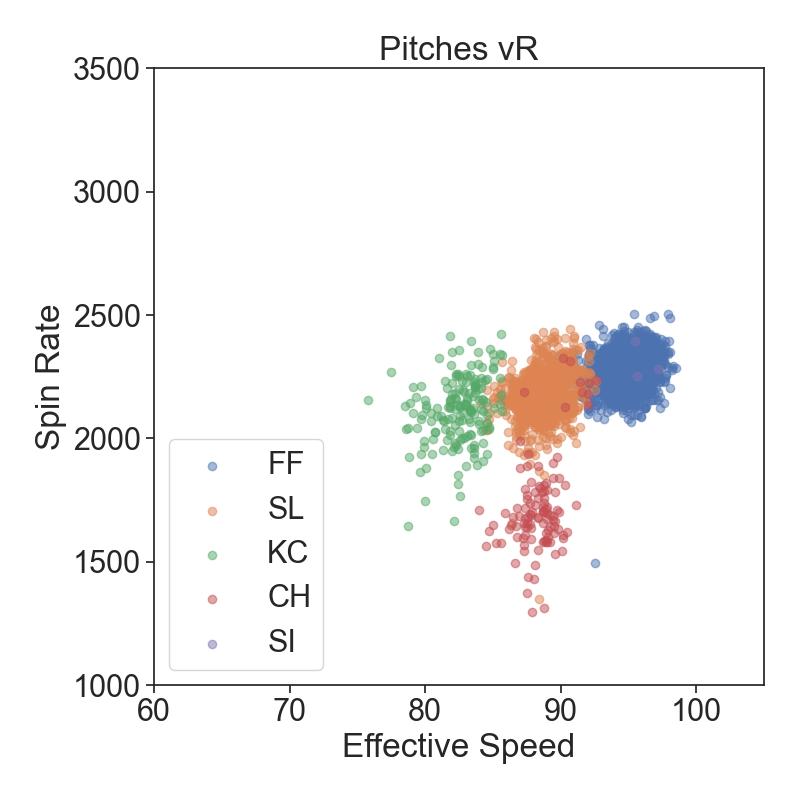 Pitches vR
3500
3000
2500
2000
1500
1000
Spin Rate
FF
SL
KC
CH
SI
60 70 80 90 100
Effective Speed